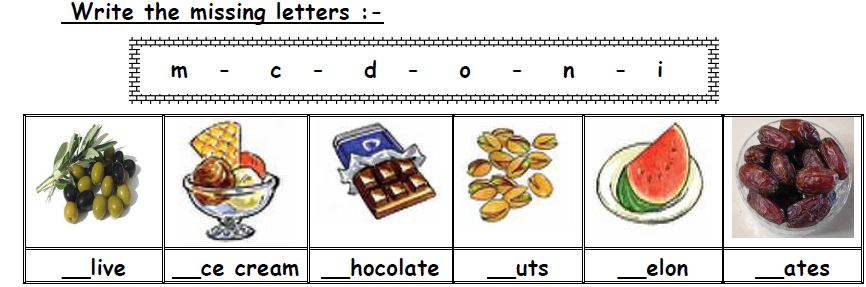 Write the missing letters :-
m - c - d - o - n - i
__live __ce cream __hocolate __uts __elon __ates